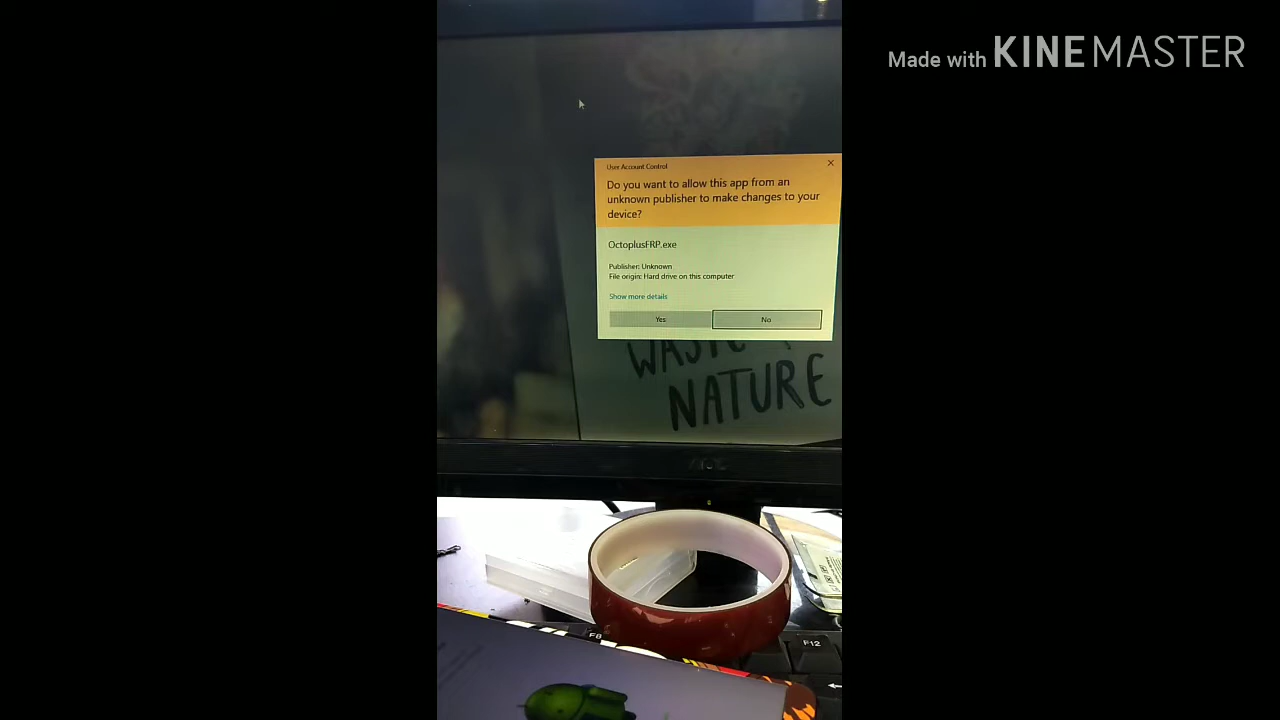 Made with KINEMASTER
User Account Control
Do you want to allow this app from an
unknown publisher to make changes to your
device?
OctoplusFRP.exe
Publisher: Unknown
File origin: Hard drive on this computer
Show more details
Yes
No
NATURE
AOC
F8
F12